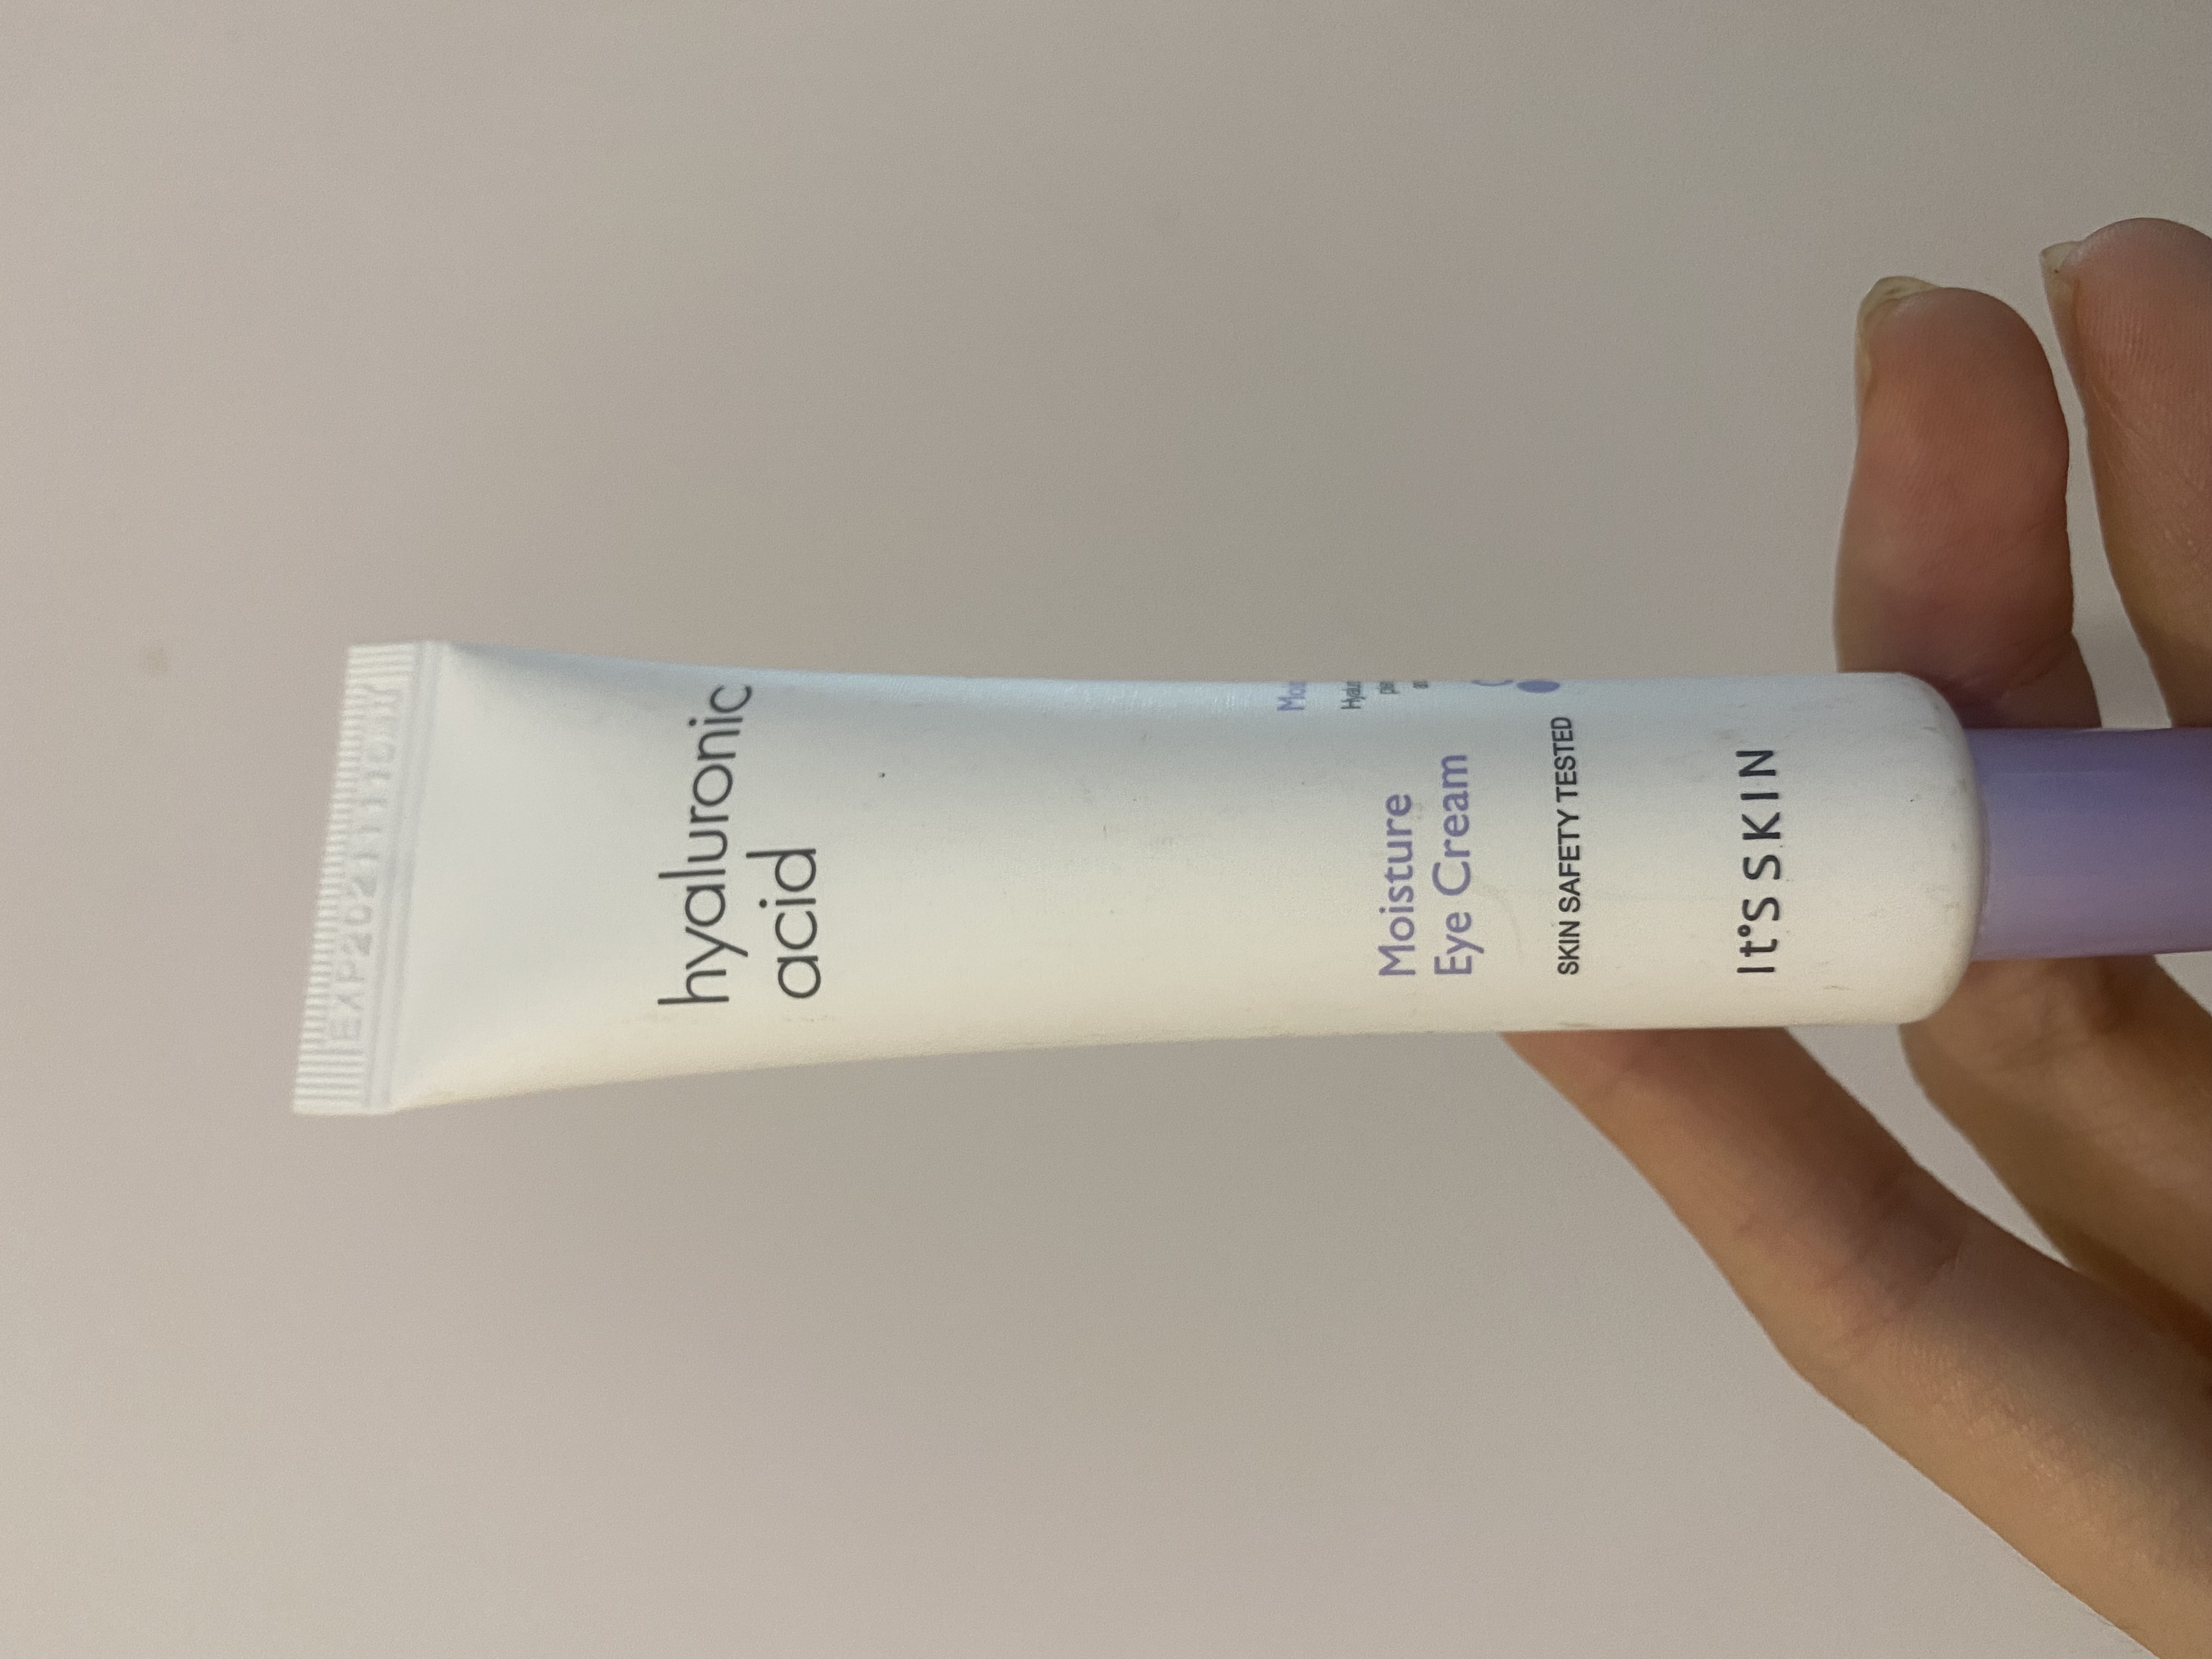 hyaluronic
acid
Moisture
Eye Cream
SKIN SAFETY TESTED
It'S SKIN